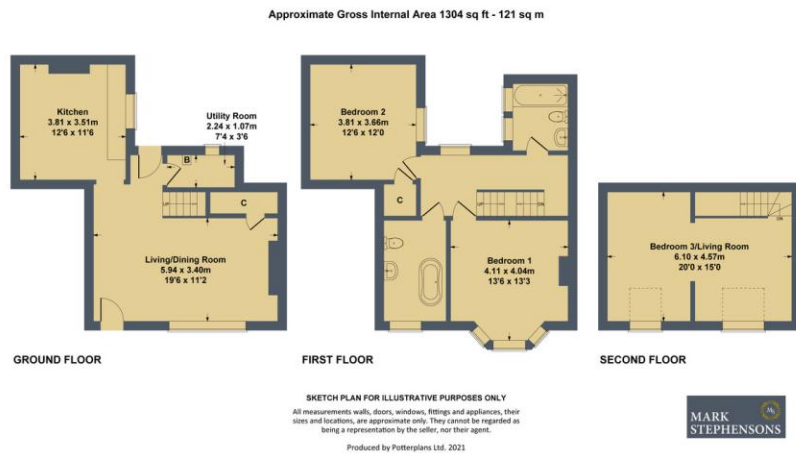 Approximate Gross Internal Area 1304 sq ft - 121 sq m
Kitchen
3.81 x 3.51m
12'6 x 11'6
Utility Room
2.24 x 1.07m
7'4 x 3'6
B
UP
C
Living/Dining Room
5.94 x 3.40m
19'6 x 11'2
GROUND FLOOR
Bedroom 2
3.81 x 3.66m
12'6 x 12'0
C
UP
DN
Bedroom 1
4.11 x 4.04m
13'6 x 13'3
FIRST FLOOR
DN
Bedroom 3/Living Room
6.10 x 4.57m
20'0 x 15'0
SECOND FLOOR
SKETCH PLAN FOR ILLUSTRATIVE PURPOSES ONLY
All measurements walls, doors, windows, fittings and appliances, their
sizes and locations, are approximate only. They cannot be regarded as
being a representation by the seller, nor their agent.
Produced by Potterplans Ltd. 2021
MARK
STEPHENSONS